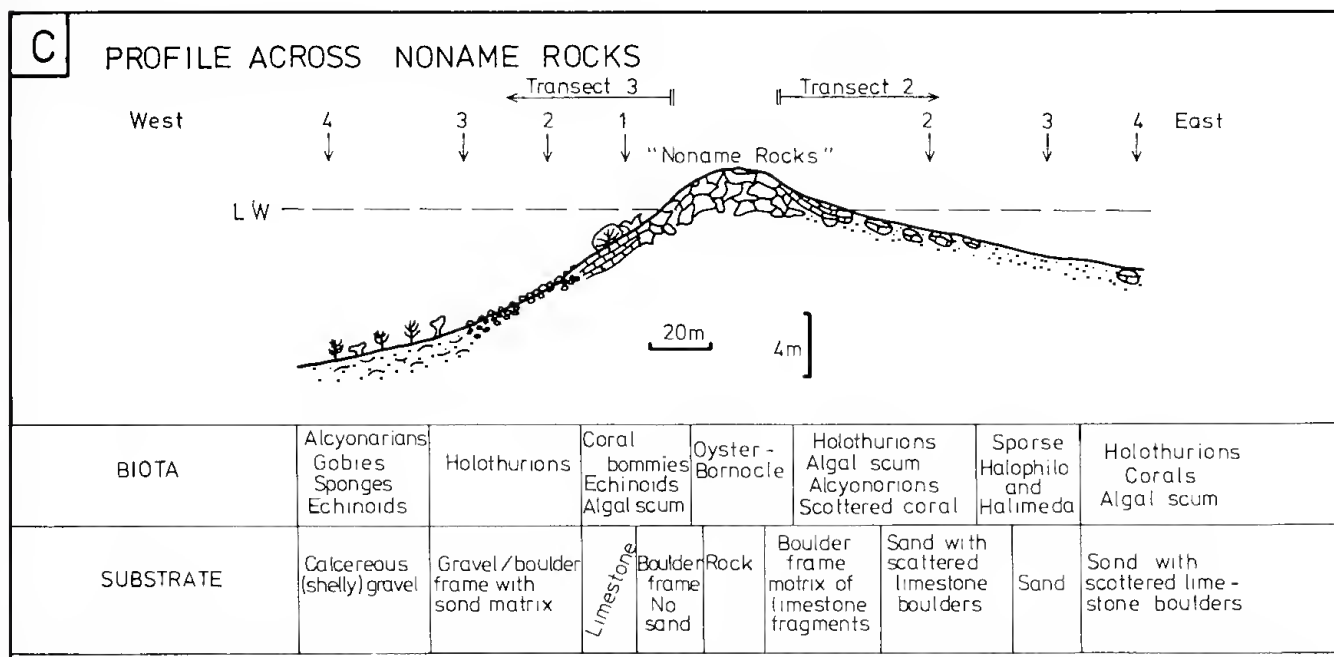 C
PROFILE ACROSS NONAME ROCKS
Transect 3
Transect 2
West
4
3
2
1
2
3
4
East
"Noname Rocks"
LW
20m
4m
BIOTA
Alcyonarians
Gobies
Sponges
Echinoids
Holothurions
Coral
bommies
Echinoids
Algal scum
Oyster-
Bornocle
Holothurions
Algal scum
Alcyonorions
Scottered coral
Sporse
Halophilo
and
Halimeda
Holothurions
Corals
Algal scum
SUBSTRATE
Calcereous
(shelly) gravel
Gravel/boulder
frame with
sond matrix
Limestone
Boulder
frame
No
sand
Rock
Boulder
frame
motrix of
limestone
fragments
Sand with
scattered
limestone
boulders
Sand
Sond with
scattered lime-
stone boulders